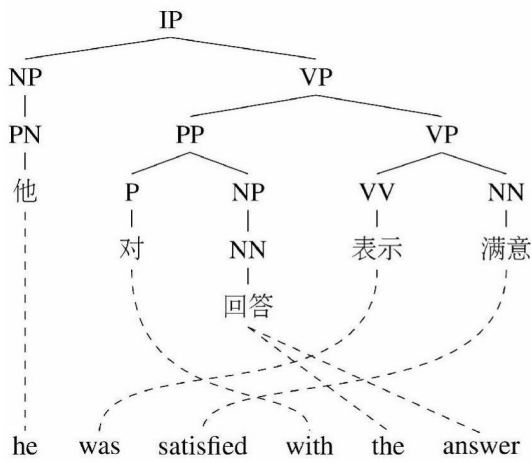 IP
NP VP
PN PP VP
他 P NP VV NN
对 NN 表示 满意
回答
he was satisfied with the answer